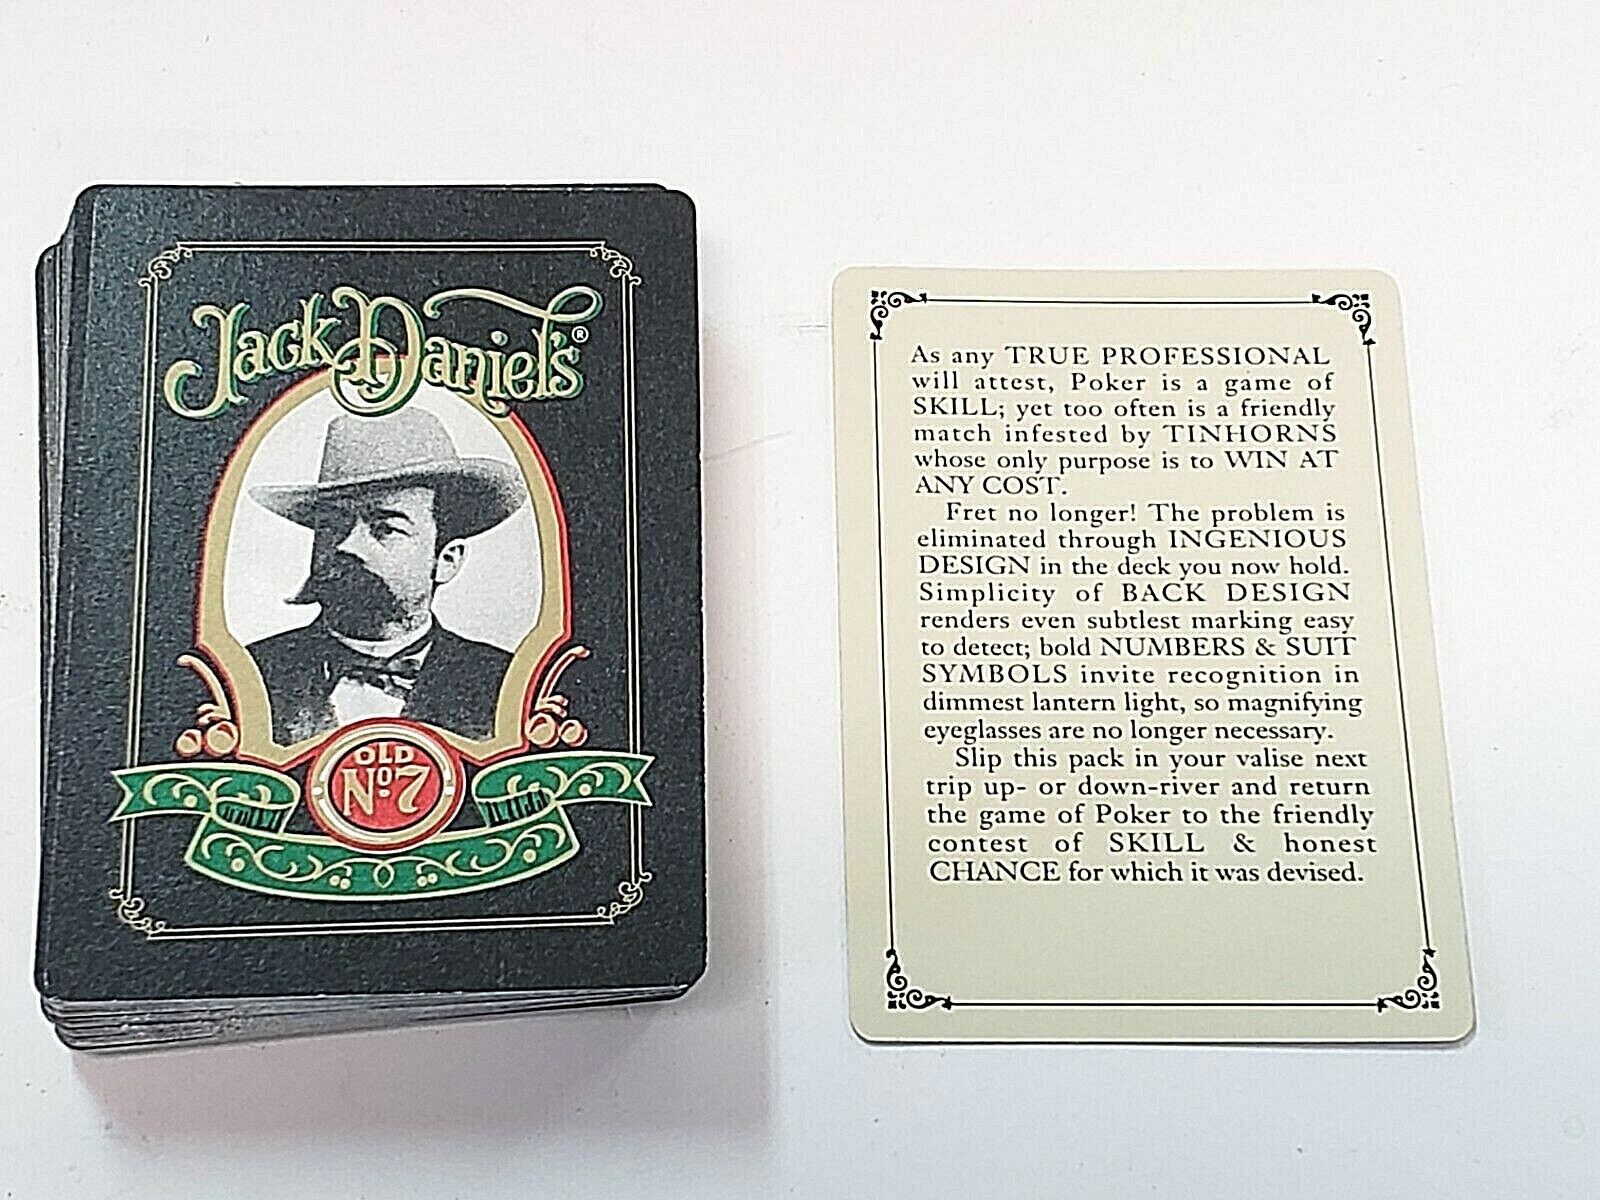 Jack Daniel's®
OLD
No. 7
As any TRUE PROFESSIONAL
will attest, Poker is a game of
SKILL; yet too often is a friendly
match infested by TINHORNS
whose only purpose is to WIN AT
ANY COST.
Fret no longer! The problem is
eliminated through INGENIOUS
DESIGN in the deck you now hold.
Simplicity of BACK DESIGN
renders even subtlest marking easy
to detect; bold NUMBERS & SUIT
SYMBOLS invite recognition in
dimmest lantern light, so magnifying
eyeglasses are no longer necessary.
Slip this pack in your valise next
trip up- or down-river and return
the game of Poker to the friendly
contest of SKILL & honest
CHANCE for which it was devised.